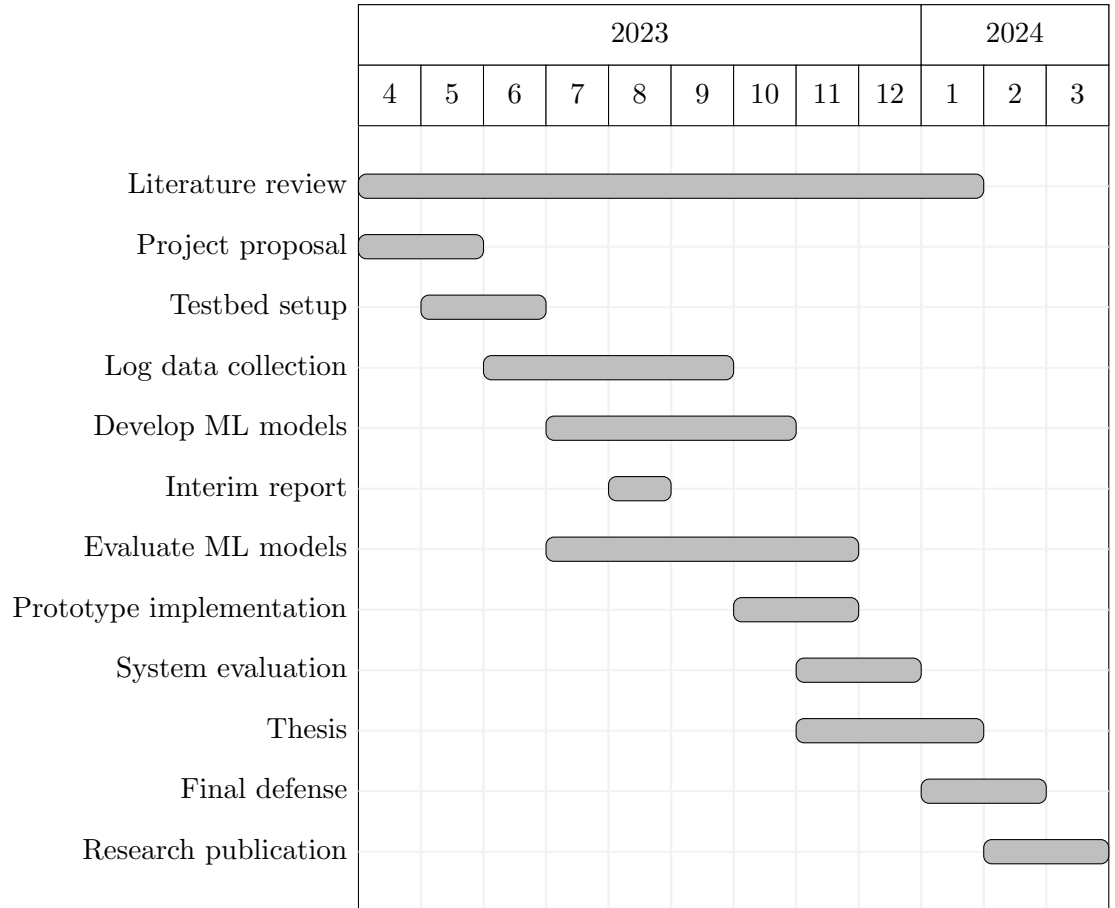 2023 2024
4 5 6 7 8 9 10 11 12 1 2 3
Literature review
Project proposal
Testbed setup
Log data collection
Develop ML models
Interim report
Evaluate ML models
Prototype implementation
System evaluation
Thesis
Final defense
Research publication